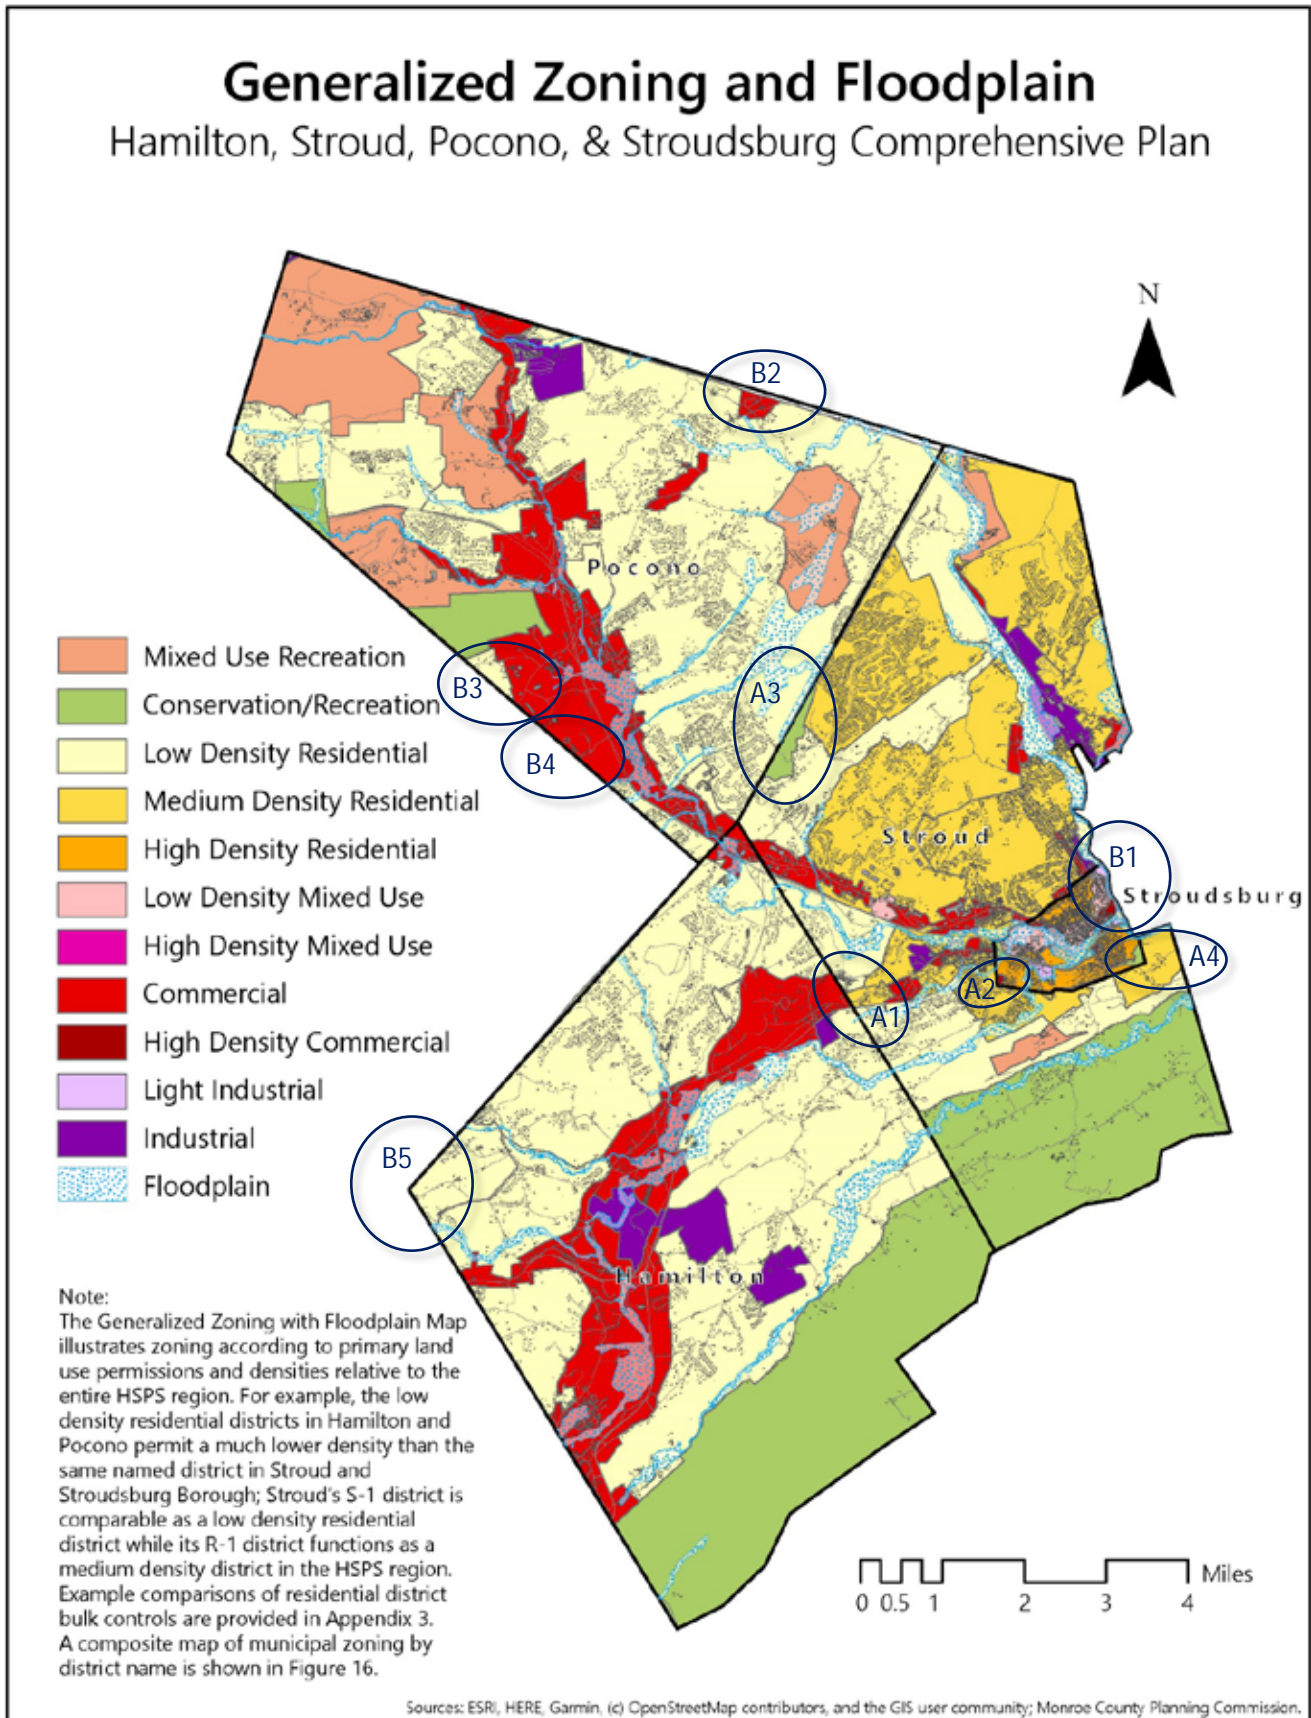 Generalized Zoning and Floodplain
Hamilton, Stroud, Pocono, & Stroudsburg Comprehensive Plan
N
B2
Pocono
A3
B3
B4
Stroud
B1
Stroudsburg
A4
A2
A1
B5
Hamilton
Mixed Use Recreation
Conservation/Recreation
Low Density Residential
Medium Density Residential
High Density Residential
Low Density Mixed Use
High Density Mixed Use
Commercial
High Density Commercial
Light Industrial
Industrial
Floodplain
Note:
The Generalized Zoning with Floodplain Map
illustrates zoning according to primary land
use permissions and densities relative to the
entire HSPS region. For example, the low
density residential districts in Hamilton and
Pocono permit a much lower density than the
same named district in Stroud and
Stroudsburg Borough; Stroud's S-1 district is
comparable as a low density residential
district while its R-1 district functions as a
medium density district in the HSPS region.
Example comparisons of residential district
bulk controls are provided in Appendix 3.
A composite map of municipal zoning by
district name is shown in Figure 16.
Miles
0 0.5 1 2 3 4
Sources: ESRI, HERE, Garmin, (c) OpenStreetMap contributors, and the GIS user community; Monroe County Planning Commission.